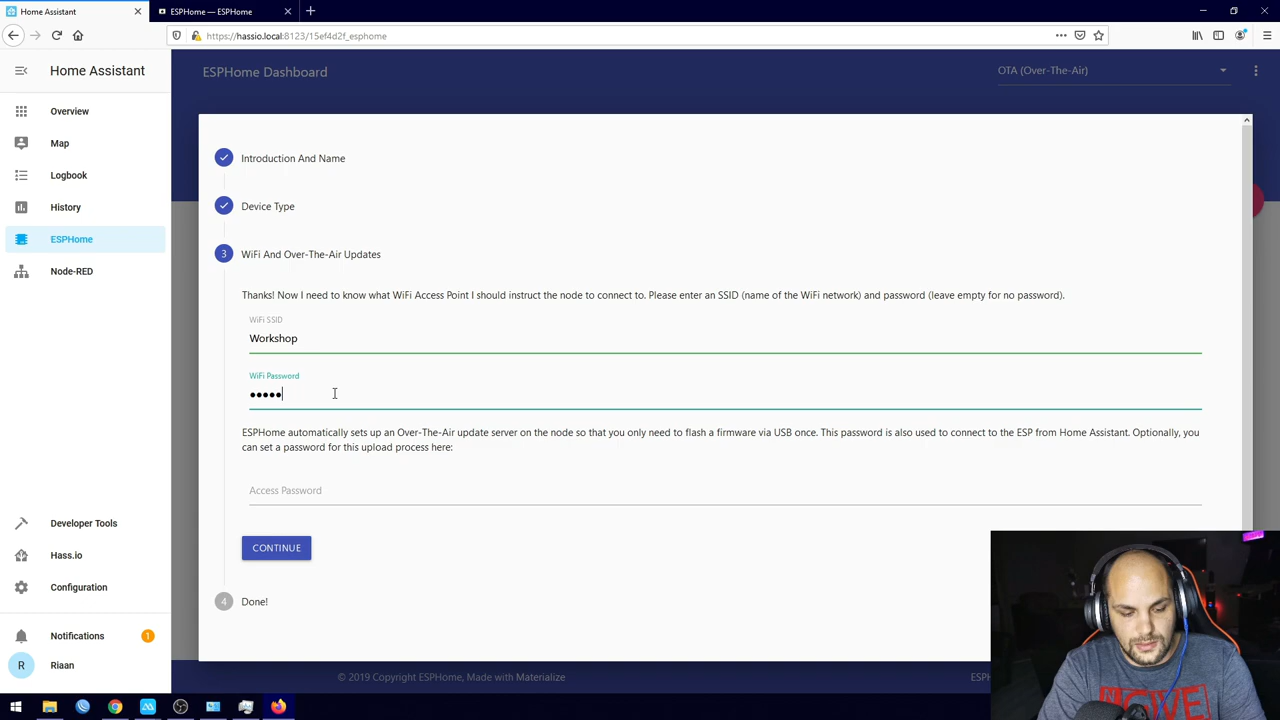 Home Assistant
ESPHome — ESPHome
https://hassio.local:8123/15ef4d2f_esphome
Home Assistant
ESPHome Dashboard
OTA (Over-The-Air)
Overview
Map
Logbook
History
ESPHome
Node-RED
Developer Tools
Hass.io
Configuration
Notifications
1
R
Riaan
Introduction And Name
Device Type
3
WiFi And Over-The-Air Updates
Thanks! Now I need to know what WiFi Access Point I should instruct the node to connect to. Please enter an SSID (name of the WiFi network) and password (leave empty for no password).
WiFi SSID
Workshop
WiFi Password
●●●●●
ESPHome automatically sets up an Over-The-Air update server on the node so that you only need to flash a firmware via USB once. This password is also used to connect to the ESP from Home Assistant. Optionally, you
can set a password for this upload process here:
Access Password
CONTINUE
4
Done!
© 2019 Copyright ESPHome, Made with Materialize
ESP